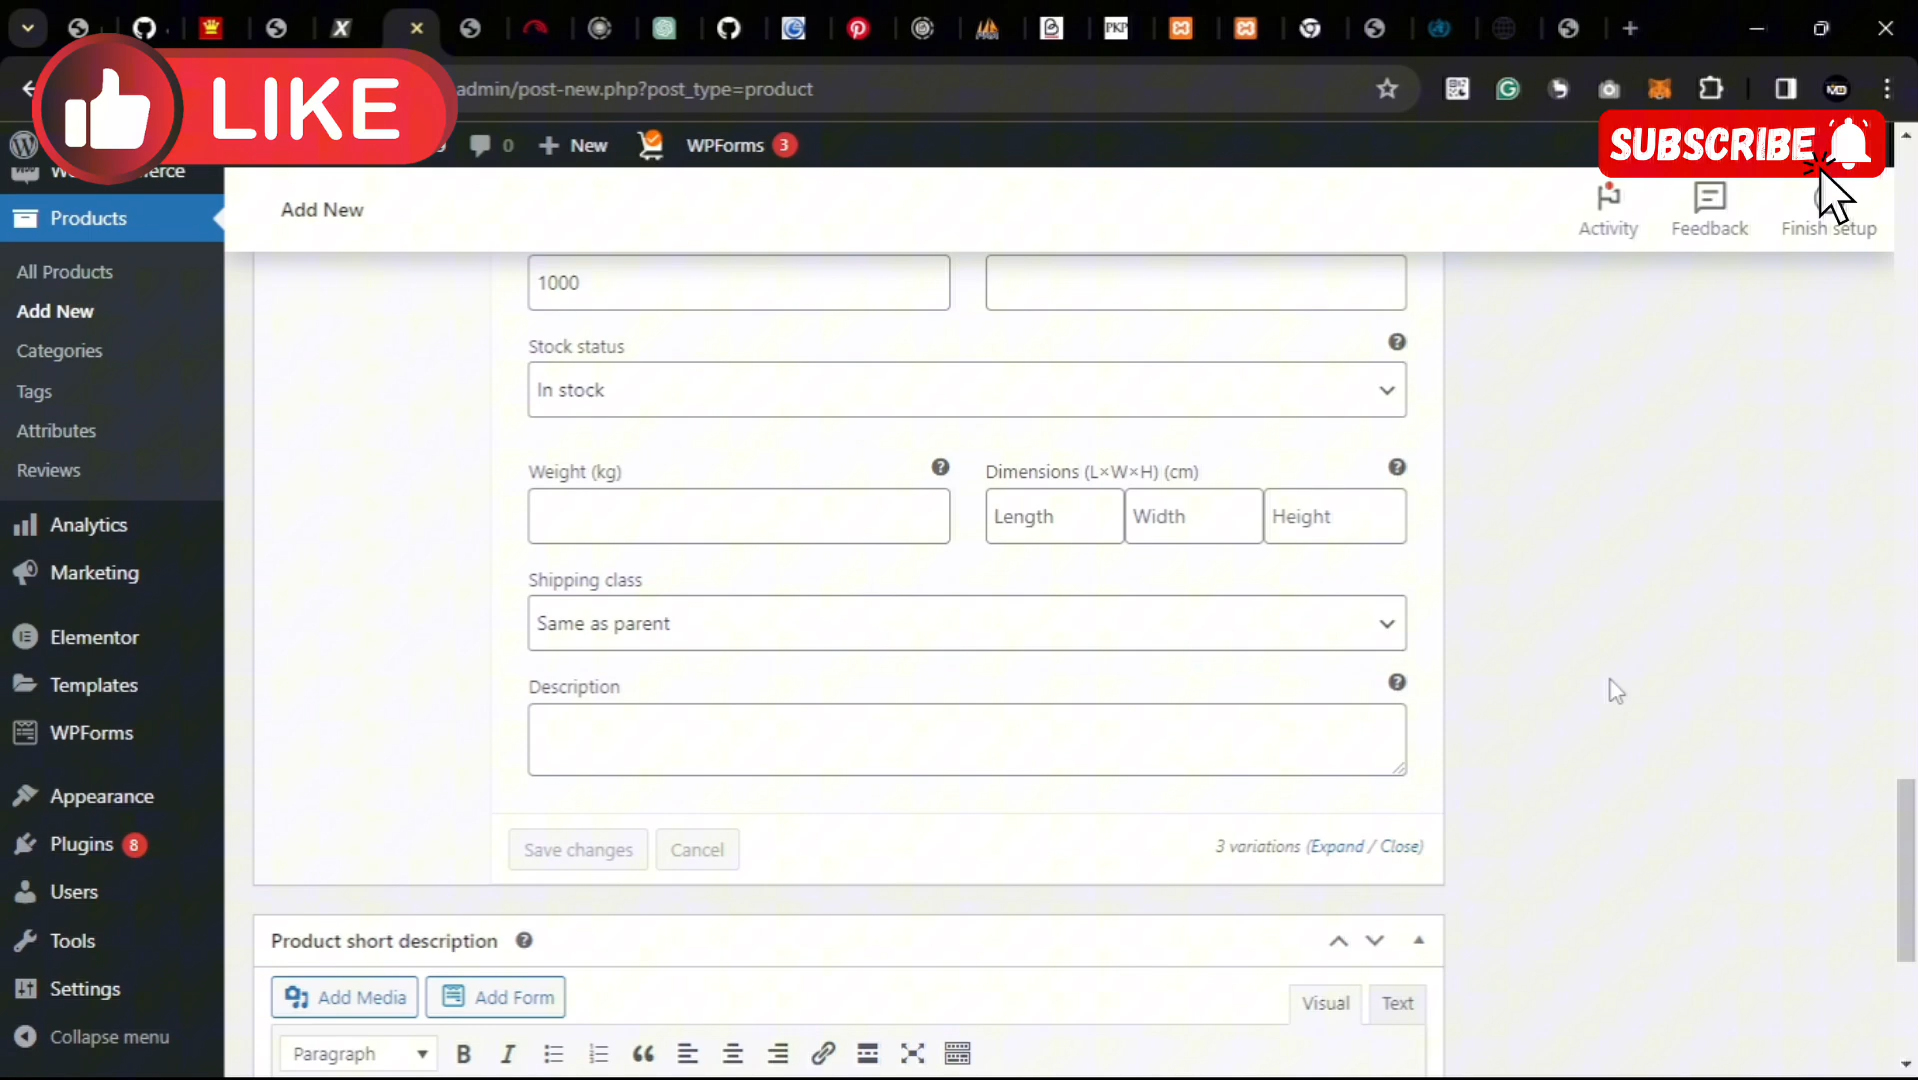 LIKE
admin/post-new.php?post_type=product
0
New
WPForms 3
SUBSCRIBE
Products
Add New
Activity
Feedback
Finish setup
All Products
Add New
Categories
Tags
Attributes
Reviews
Analytics
Marketing
Elementor
Templates
WPForms
Appearance
Plugins 8
Users
Tools
Settings
Collapse menu
1000
Stock status
In stock
Weight (kg)
Dimensions (L×W×H) (cm)
Length
Width
Height
Shipping class
Same as parent
Description
Save changes
Cancel
3 variations (Expand / Close)
Product short description
Add Media
Add Form
Visual
Text
Paragraph
B
I